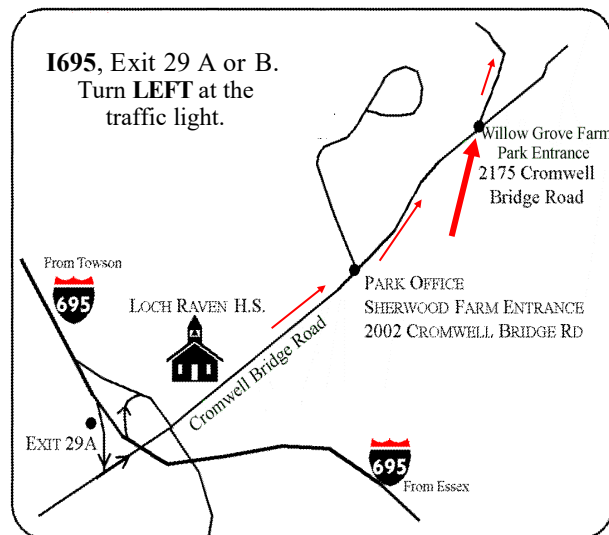 I695, Exit 29 A or B.
Turn LEFT at the
traffic light.
Willow Grove Farm
Park Entrance
2175 Cromwell
Bridge Road
From Towson
695
LOCH RAVEN H.S.
PARK OFFICE
SHERWOOD FARM ENTRANCE
2002 CROMWELL BRIDGE RD
Cromwell Bridge Road
EXIT 29A
695
From Essex